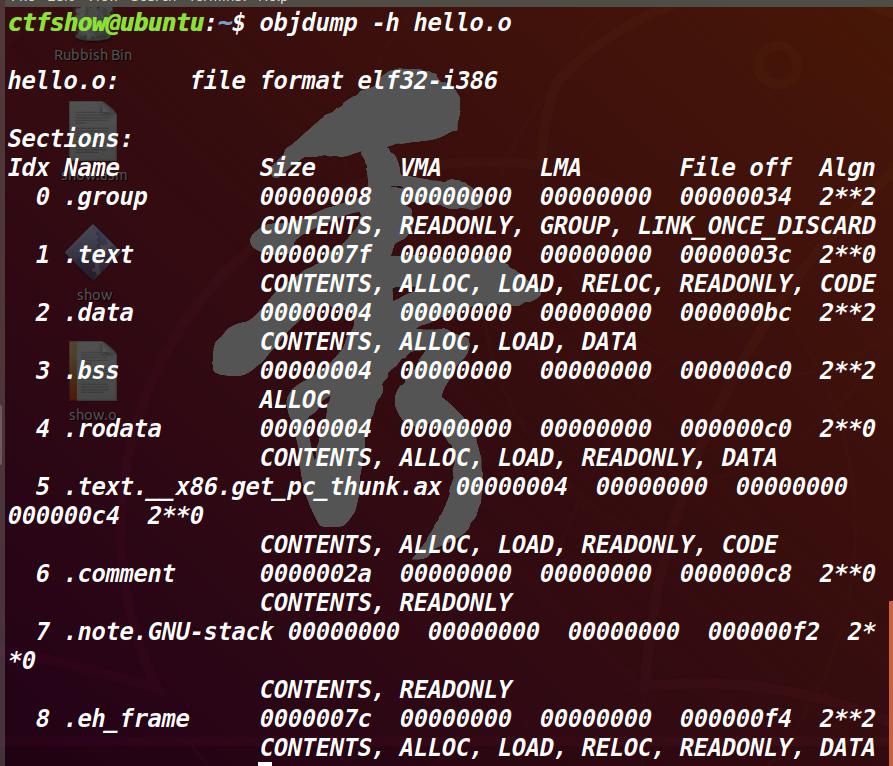 ctfshow@ubuntu:~$ objdump -h hello.o
Rubbish Bin
hello.o:     file format elf32-i386
Sections:
Idx Name          Size      VMA       LMA       File off  Algn
show.asm
  0 .group        00000008  00000000  00000000  00000034  2**2
                  CONTENTS, READONLY, GROUP, LINK_ONCE_DISCARD
  1 .text         0000007f  00000000  00000000  0000003c  2**0
                  CONTENTS, ALLOC, LOAD, RELOC, READONLY, CODE
show
  2 .data         00000004  00000000  00000000  000000bc  2**2
                  CONTENTS, ALLOC, LOAD, DATA
  3 .bss          00000004  00000000  00000000  000000c0  2**2
                  ALLOC
show.o
  4 .rodata       00000004  00000000  00000000  000000c0  2**0
                  CONTENTS, ALLOC, LOAD, READONLY, DATA
  5 .text.__x86.get_pc_thunk.ax 00000004  00000000  00000000
000000c4  2**0
                  CONTENTS, ALLOC, LOAD, READONLY, CODE
  6 .comment      0000002a  00000000  00000000  000000c8  2**0
                  CONTENTS, READONLY
  7 .note.GNU-stack 00000000  00000000  00000000  000000f2  2*
*0
                  CONTENTS, READONLY
  8 .eh_frame     0000007c  00000000  00000000  000000f4  2**2
                  CONTENTS, ALLOC, LOAD, RELOC, READONLY, DATA